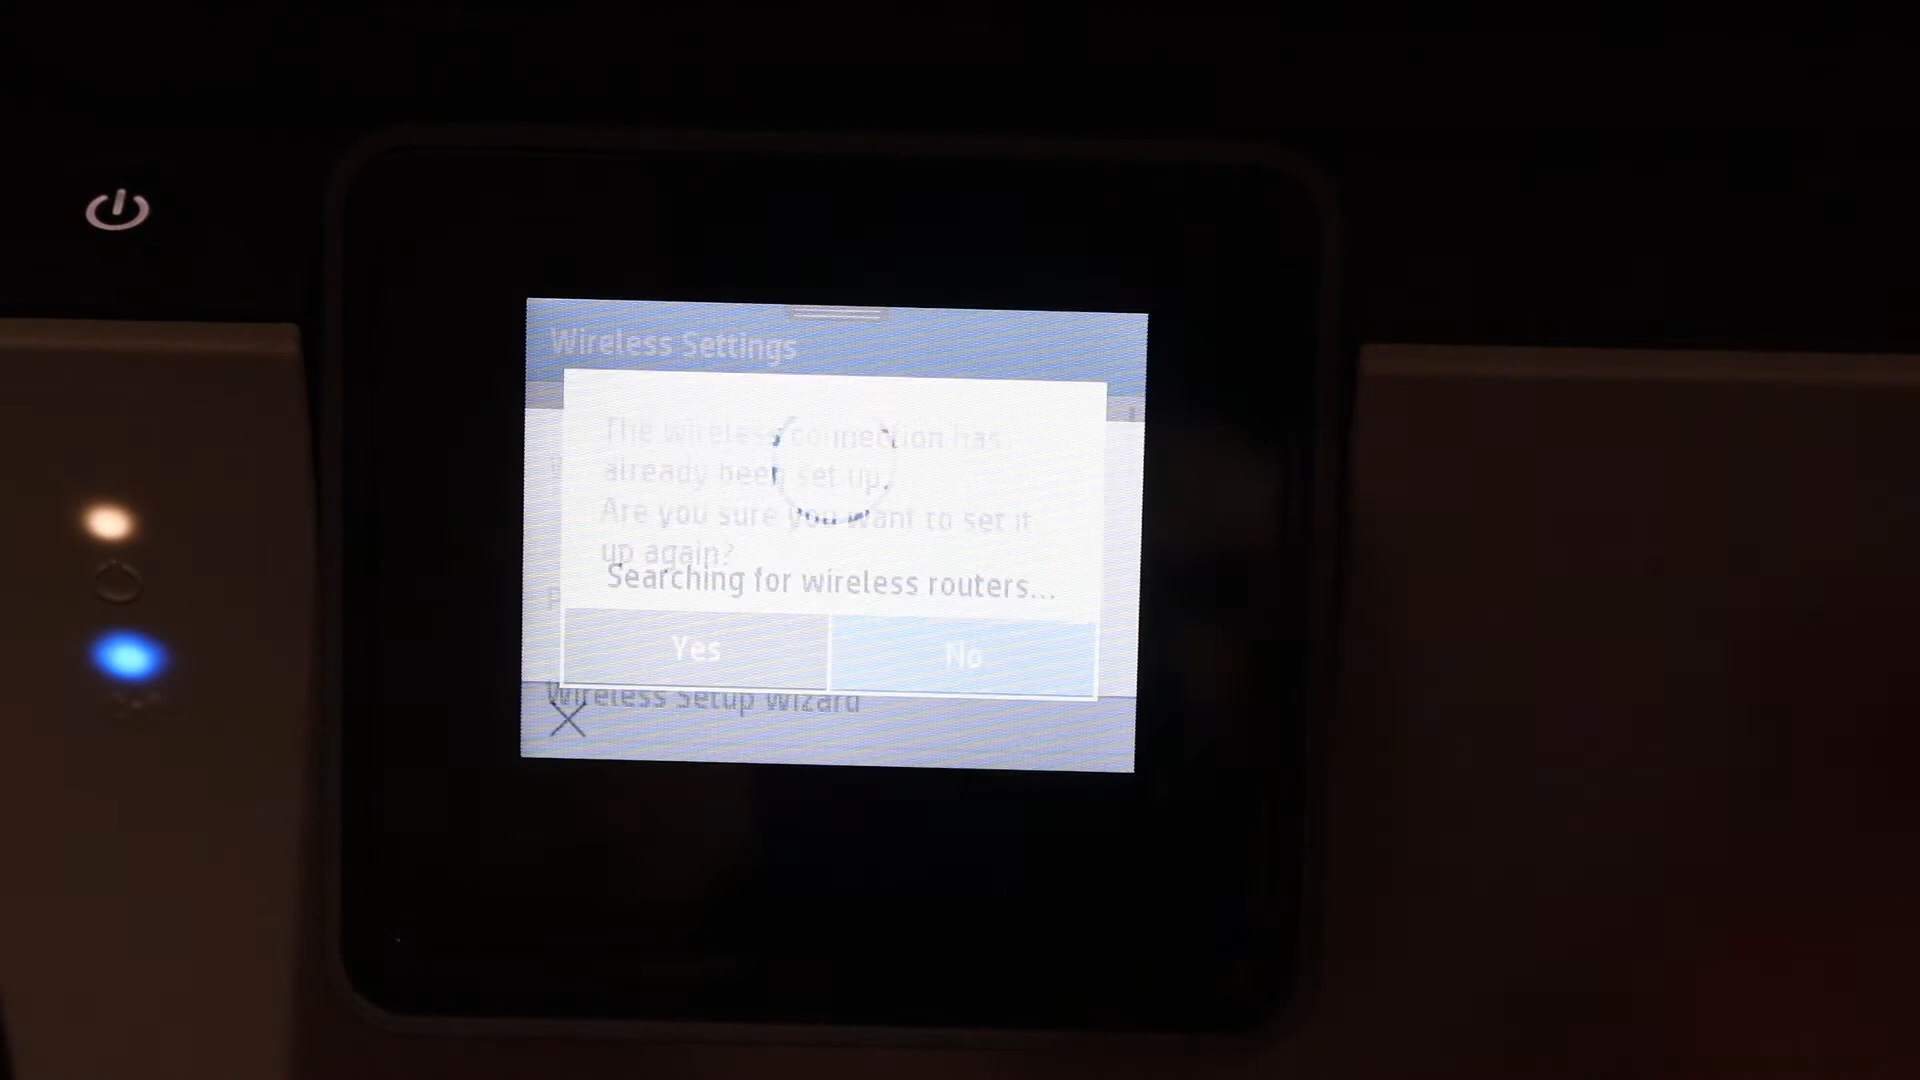 Wireless Settings
The wireless connection has
already been set up.
Are you sure you want to set it
up again?
Searching for wireless routers...
Yes
No
Wireless Setup Wizard